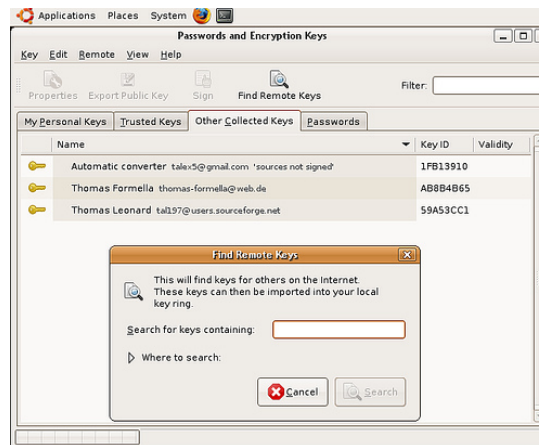 Applications Places System
Passwords and Encryption Keys
Key Edit Remote View Help
Properties Export Public Key Sign Find Remote Keys Filter:
My Personal Keys Trusted Keys Other Collected Keys Passwords
Name Key ID Validity
Automatic converter talex5@gmail.com 'sources not signed' 1FB13910
Thomas Formella thomas-formella@web.de AB8B4B65
Thomas Leonard tal197@users.sourceforge.net 59A53CC1
Find Remote Keys
This will find keys for others on the Internet.
These keys can then be imported into your local
key ring.
Search for keys containing:
Where to search:
Cancel Search